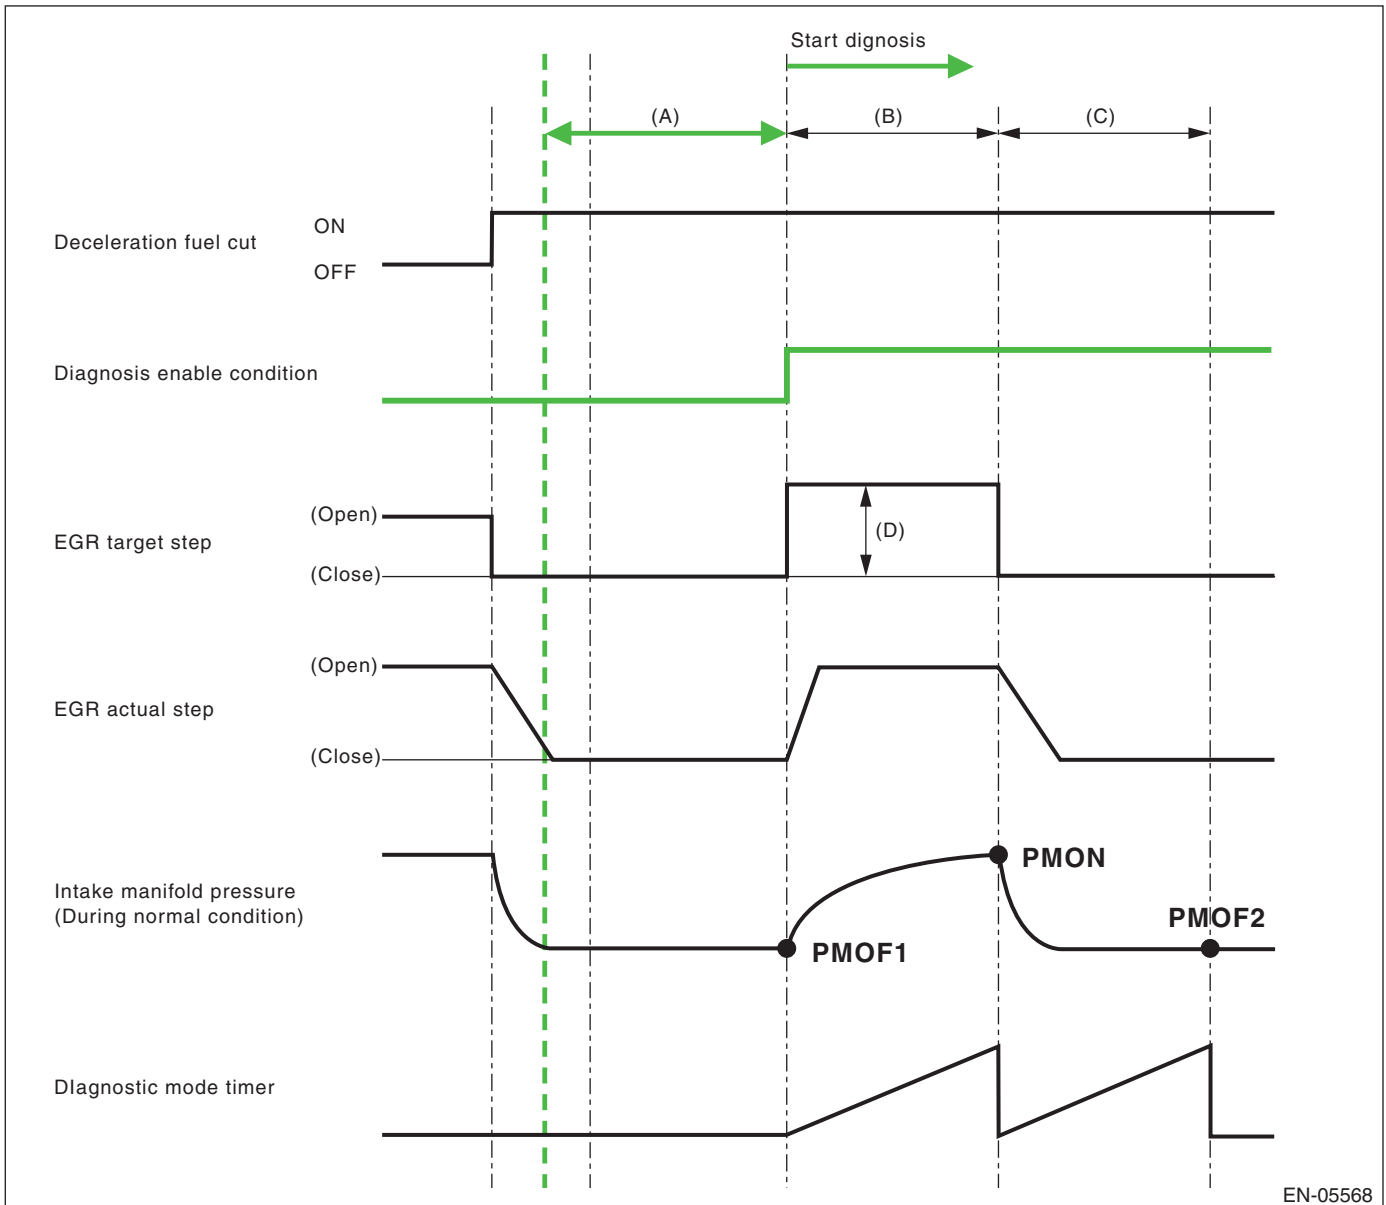 Start dignosis
(A)
(B)
(C)
Deceleration fuel cut
ON
OFF
Diagnosis enable condition
EGR target step
(Open)
(Close)
(D)
EGR actual step
(Open)
(Close)
Intake manifold pressure
(During normal condition)
PMOF1
PMON
PMOF2
DIagnostic mode timer
EN-05568